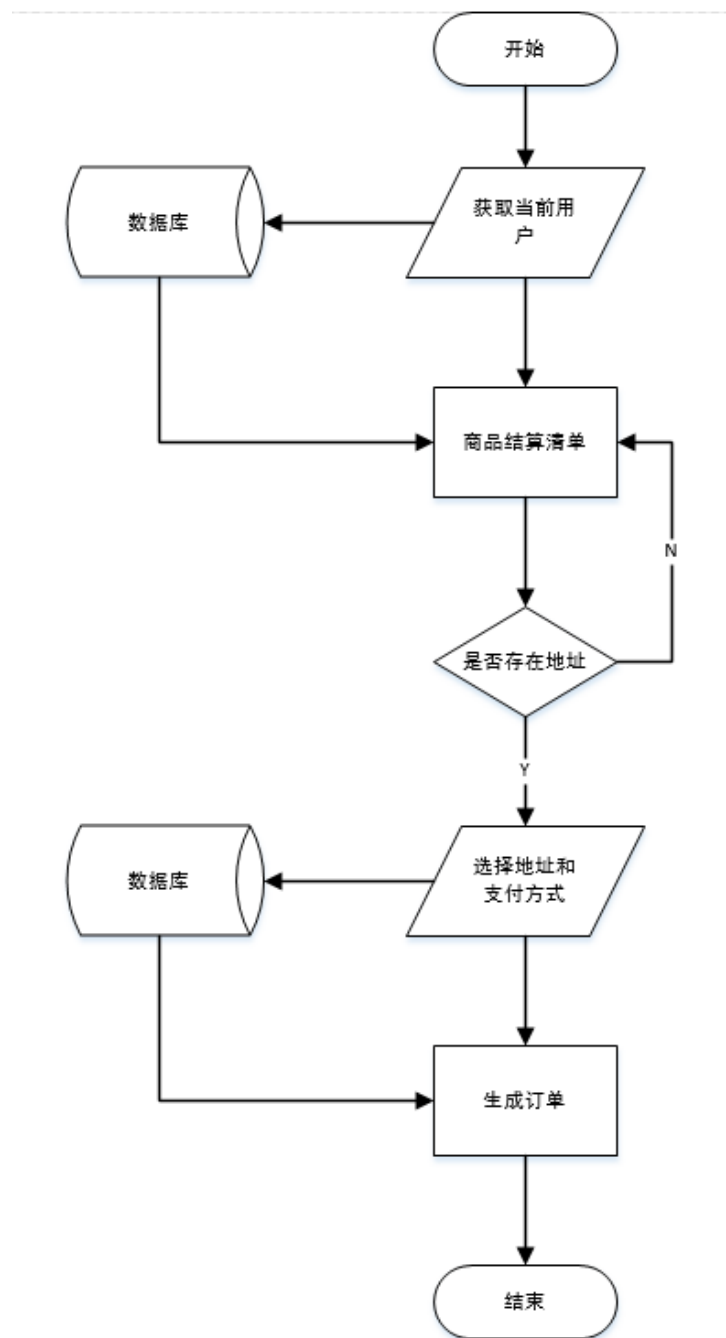 开始
数据库
获取当前用
户
商品结算清单
N
是否存在地址
Y
数据库
选择地址和
支付方式
生成订单
结束